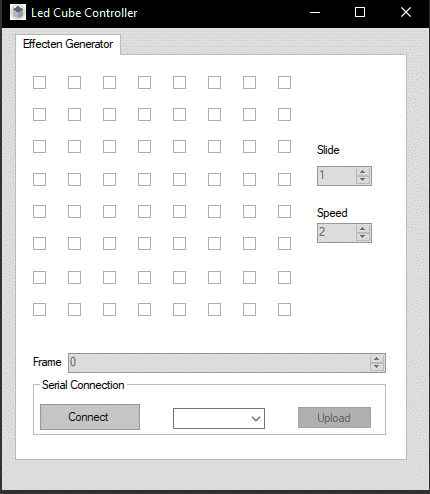 Led Cube Controller
Effecten Generator
Slide
1
Speed
2
Frame 0
Serial Connection
Connect Upload